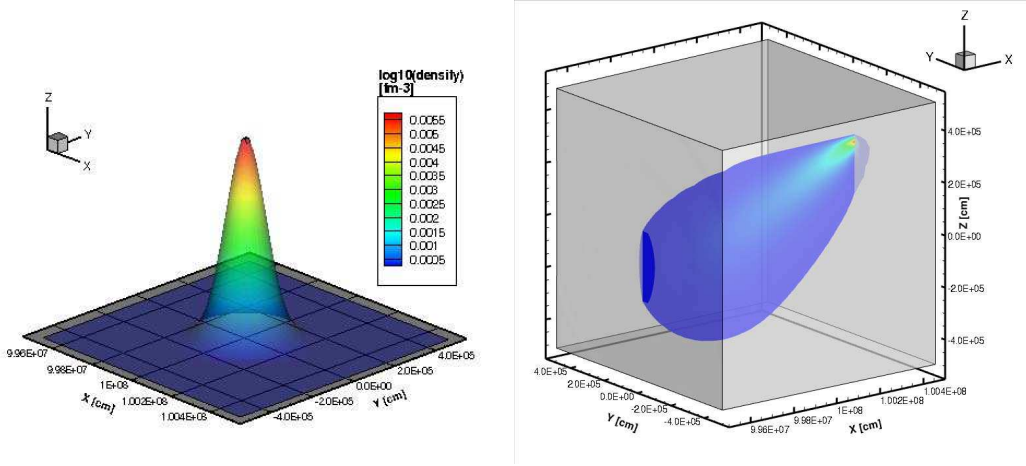 log10(density)
[fm-3]
0.0055
0.005
0.0045
0.004
0.0035
0.003
0.0025
0.002
0.0015
0.001
0.0005
Z
Y
X
9.96E+07
9.98E+07
1E+08
1.002E+08
1.004E+08
X [cm]
-4.0E+05
-2.0E+05
0.0E+00
2.0E+05
4.0E+05
Y [cm]
Z
Y
X
4.0E+05
2.0E+05
0.0E+00
-2.0E+05
-4.0E+05
Z [cm]
4.0E+05
2.0E+05
0.0E+00
-2.0E+05
-4.0E+05
Y [cm]
9.96E+07
9.98E+07
1E+08
1.002E+08
1.004E+08
X [cm]